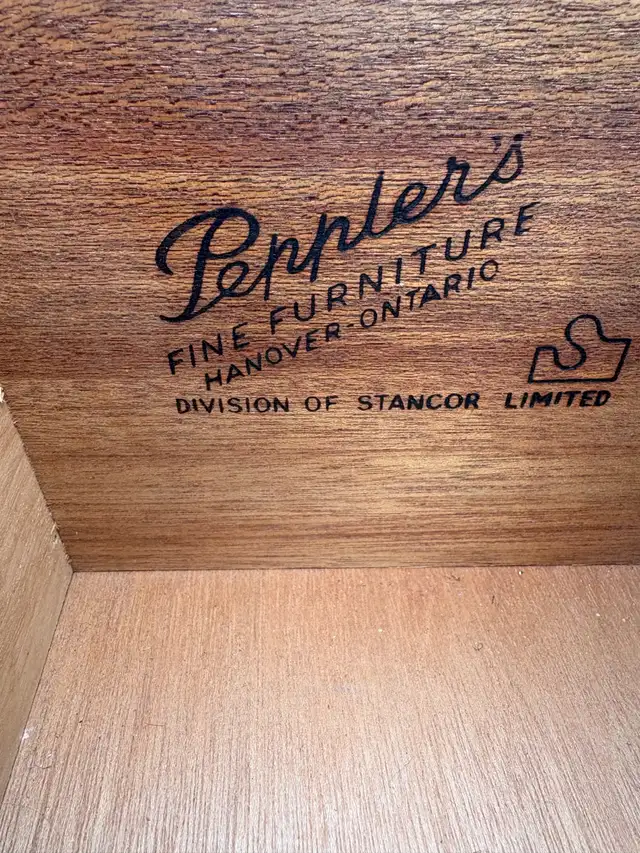 Peppler's
FINE FURNITURE
HANOVER-ONTARIO
DIVISION OF STANCOR LIMITED